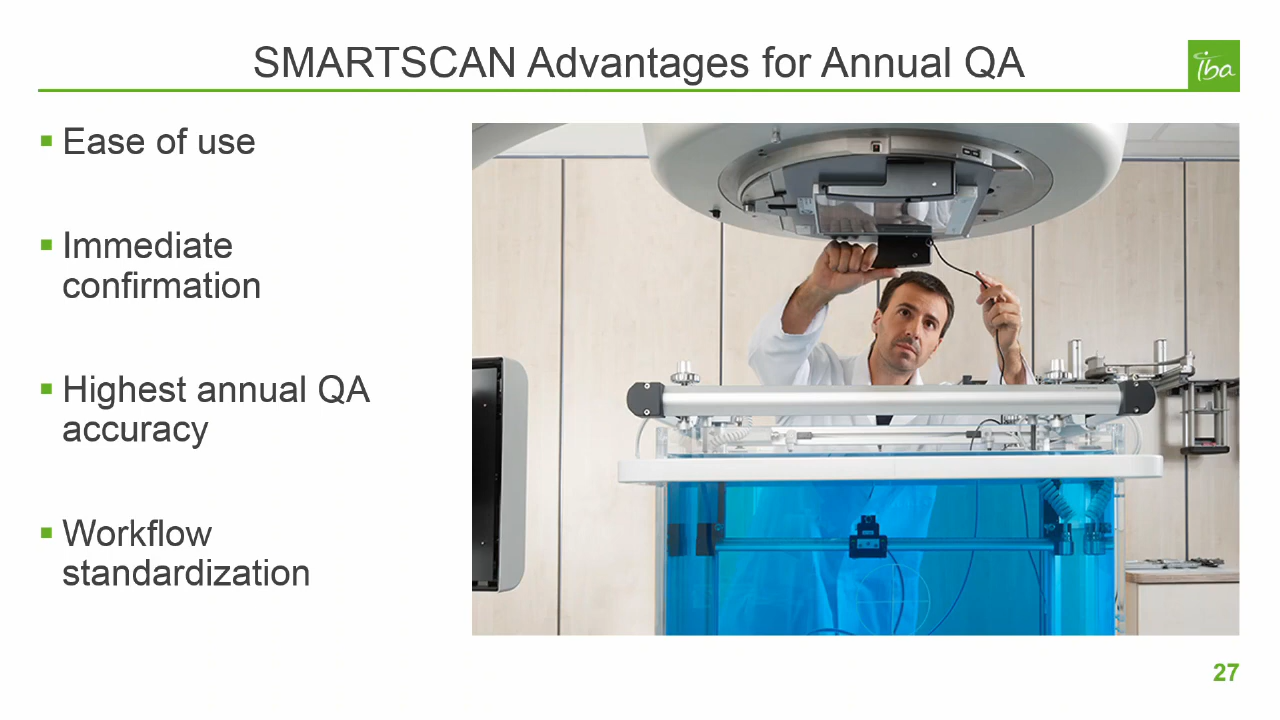 SMARTSCAN Advantages for Annual QA
iba
Ease of use
Immediate
confirmation
Highest annual QA
accuracy
Workflow
standardization
27